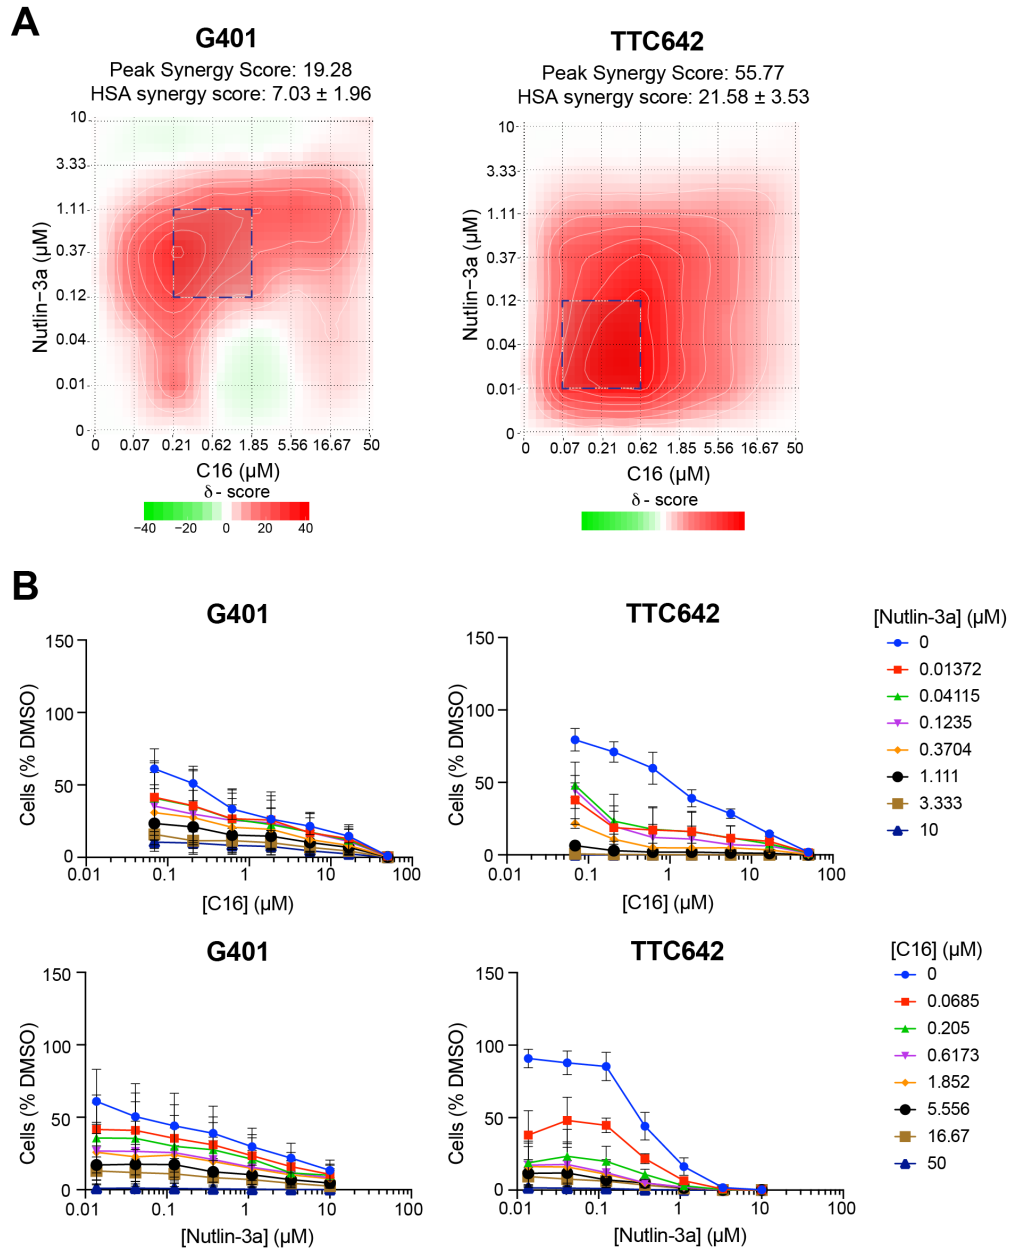 A
G401
Peak Synergy Score: 19.28
HSA synergy score: 7.03 ± 1.96
10
3.33
1.11
0.37
0.12
0.04
0.01
0
Nutlin−3a (µM)
0 0.07 0.21 0.62 1.85 5.56 16.67 50
C16 (µM)
δ - score
−40 −20 0 20 40
TTC642
Peak Synergy Score: 55.77
HSA synergy score: 21.58 ± 3.53
10
3.33
1.11
0.37
0.12
0.04
0.01
0
Nutlin−3a (µM)
0 0.07 0.21 0.62 1.85 5.56 16.67 50
C16 (µM)
δ - score
B
G401
150
100
50
0
Cells (% DMSO)
0.01 0.1 1 10 100
[C16] (µM)
TTC642
150
100
50
0
Cells (% DMSO)
0.01 0.1 1 10 100
[C16] (µM)
[Nutlin-3a] (µM)
0
0.01372
0.04115
0.1235
0.3704
1.111
3.333
10
G401
150
100
50
0
Cells (% DMSO)
0.01 0.1 1 10 100
[Nutlin-3a] (µM)
TTC642
150
100
50
0
Cells (% DMSO)
0.01 0.1 1 10 100
[Nutlin-3a] (µM)
[C16] (µM)
0
0.0685
0.205
0.6173
1.852
5.556
16.67
50